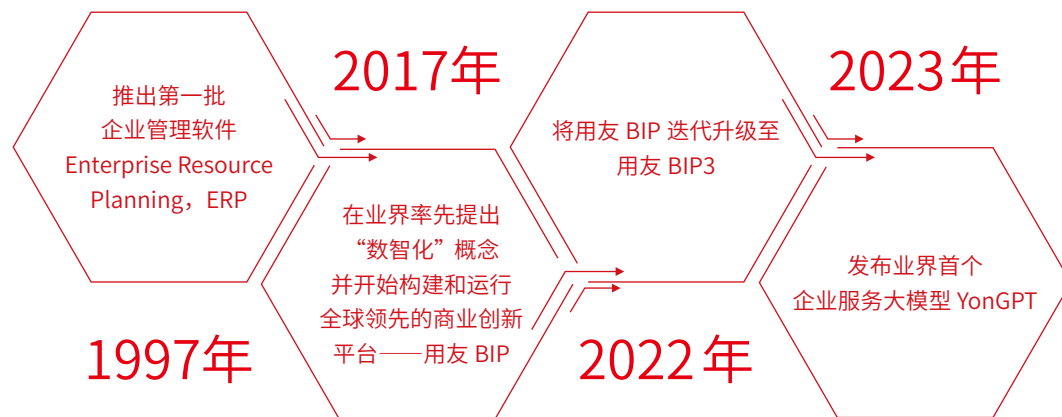 推出第一批
企业管理软件
Enterprise Resource
Planning，ERP
1997年
2017年
在业界率先提出
“数智化”概念
并开始构建和运行
全球领先的商业创新
平台——用友 BIP
将用友 BIP 迭代升级至
用友 BIP3
2022年
2023年
发布业界首个
企业服务大模型 YonGPT